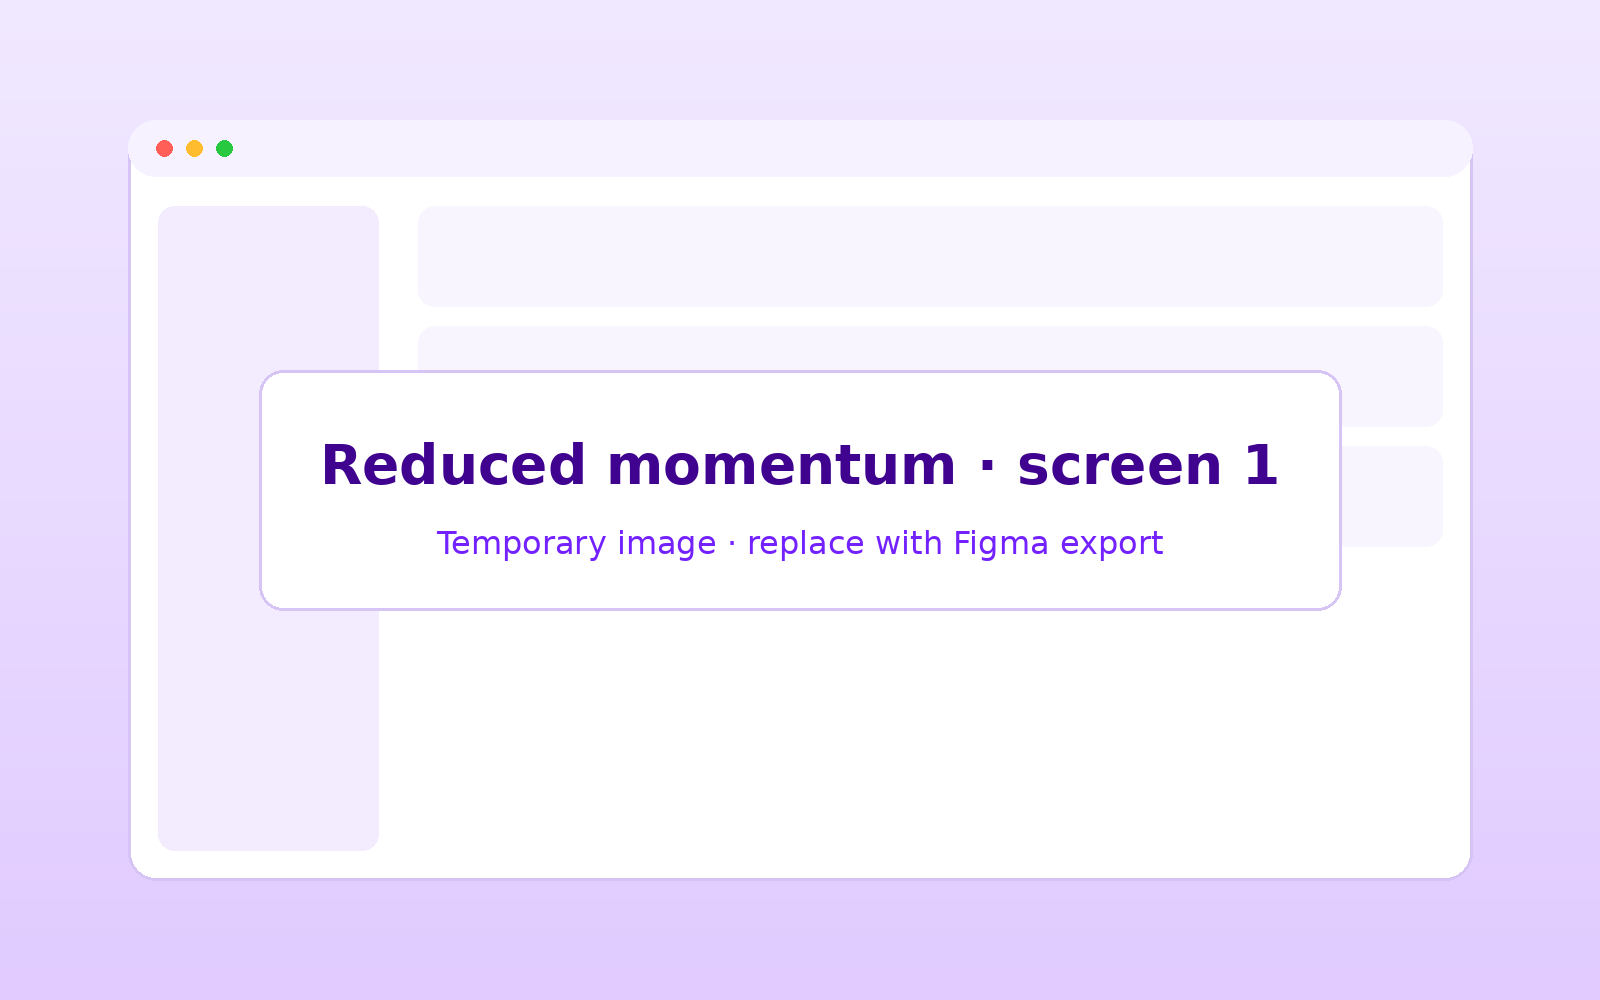 Reduced momentum · screen 1
Temporary image · replace with Figma export